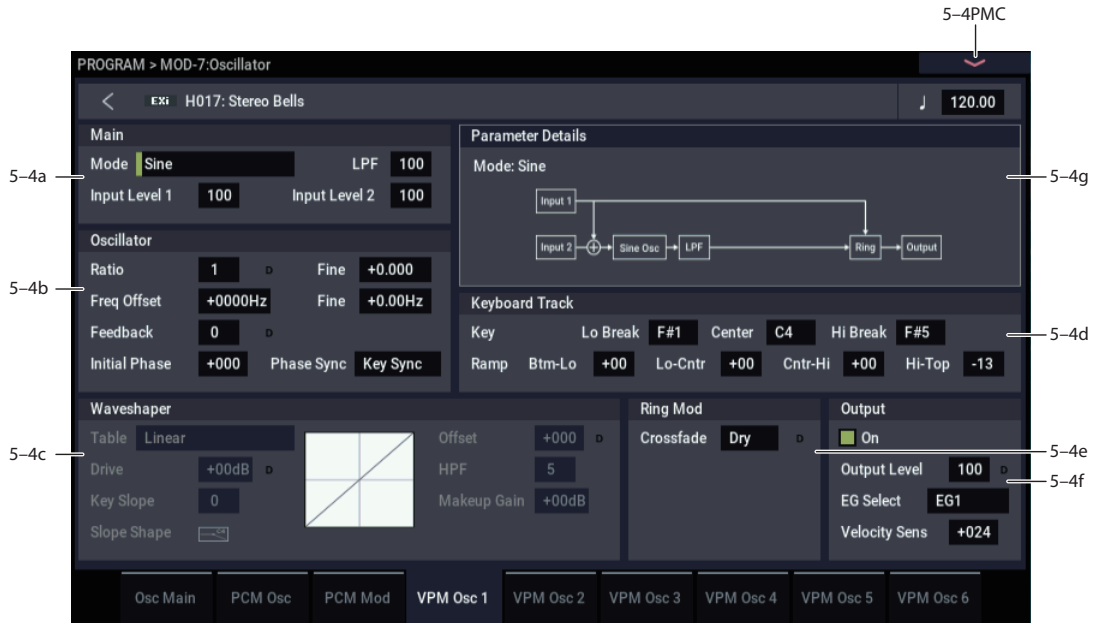 5–4PMC
PROGRAM > MOD-7:Oscillator
EXi H017: Stereo Bells
♩ 120.00
Main
Mode Sine LPF 100
Input Level 1 100 Input Level 2 100
5–4a
Parameter Details
Mode: Sine
Input 1
Input 2 Sine Osc LPF Ring Output
5–4g
Oscillator
Ratio 1 D Fine +0.000
Freq Offset +0000Hz Fine +0.00Hz
Feedback 0 D
Initial Phase +000 Phase Sync Key Sync
5–4b
Keyboard Track
Key Lo Break F#1 Center C4 Hi Break F#5
Ramp Btm-Lo +00 Lo-Cntr +00 Cntr-Hi +00 Hi-Top -13
5–4d
Waveshaper
Table Linear Offset +000 D
Drive +00dB D HPF 5
Key Slope 0 Makeup Gain +00dB
Slope Shape
5–4c
Ring Mod
Crossfade Dry D
5–4e
Output
On
Output Level 100 D
EG Select EG1
Velocity Sens +024
5–4f
Osc Main PCM Osc PCM Mod VPM Osc 1 VPM Osc 2 VPM Osc 3 VPM Osc 4 VPM Osc 5 VPM Osc 6